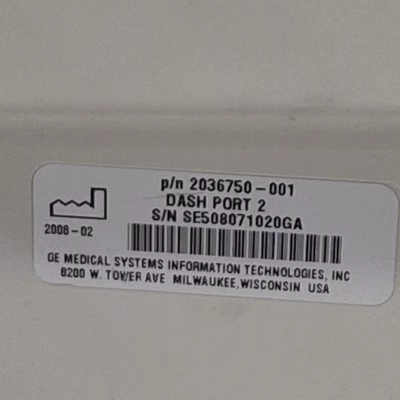 p/n 2036750-001
DASH PORT 2
S/N SE508071020GA
2008-02
GE MEDICAL SYSTEMS INFORMATION TECHNOLOGIES, INC
8200 W. TOWER AVE MILWAUKEE, WISCONSIN USA